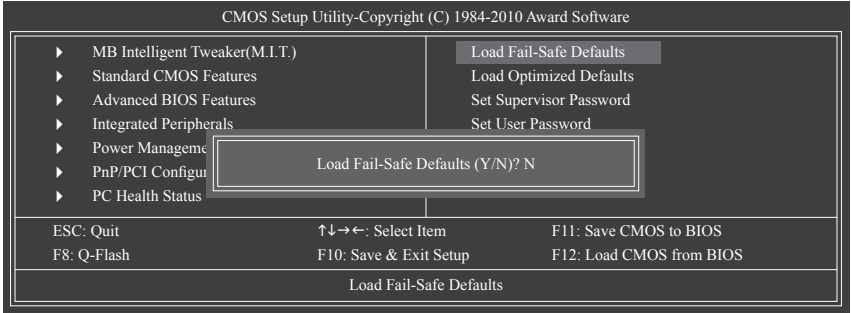 CMOS Setup Utility-Copyright (C) 1984-2010 Award Software
MB Intelligent Tweaker(M.I.T.)
Standard CMOS Features
Advanced BIOS Features
Integrated Peripherals
Power Manageme
PnP/PCI Configur
PC Health Status
Load Fail-Safe Defaults
Load Optimized Defaults
Set Supervisor Password
Set User Password
Load Fail-Safe Defaults (Y/N)? N
ESC: Quit ↑↓→←: Select Item F11: Save CMOS to BIOS
F8: Q-Flash F10: Save & Exit Setup F12: Load CMOS from BIOS
Load Fail-Safe Defaults